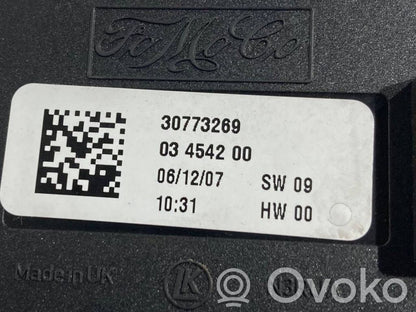 FoMoCo
30773269
03 4542 00
06/12/07 SW 09
10:31 HW 00
Made in UK
Ovoko